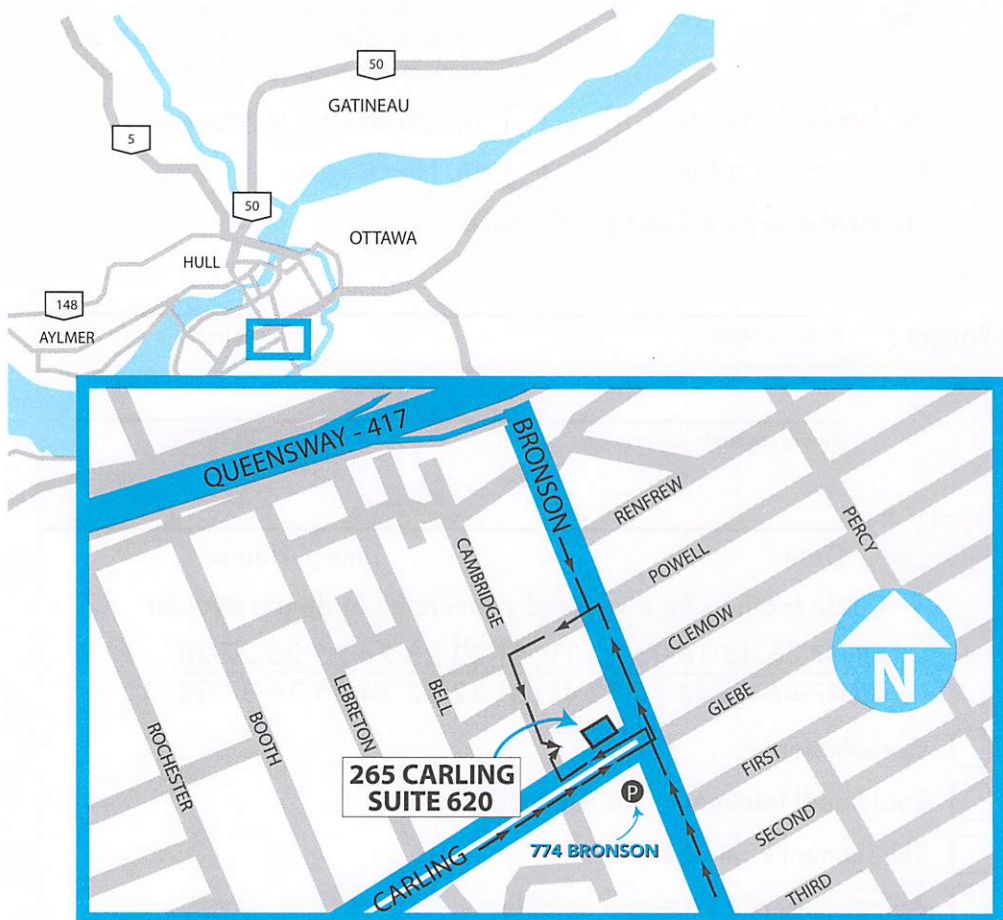 50
GATINEAU
5
50
OTTAWA
HULL
148
AYLMER
QUEENSWAY - 417
BRONSON
RENFREW
PERCY
CAMBRIDGE
POWELL
CLEMOW
N
BELL
GLEBE
LEBRETON
BOOTH
ROCHESTER
FIRST
265 CARLING
SUITE 620
P
SECOND
774 BRONSON
CARLING
THIRD